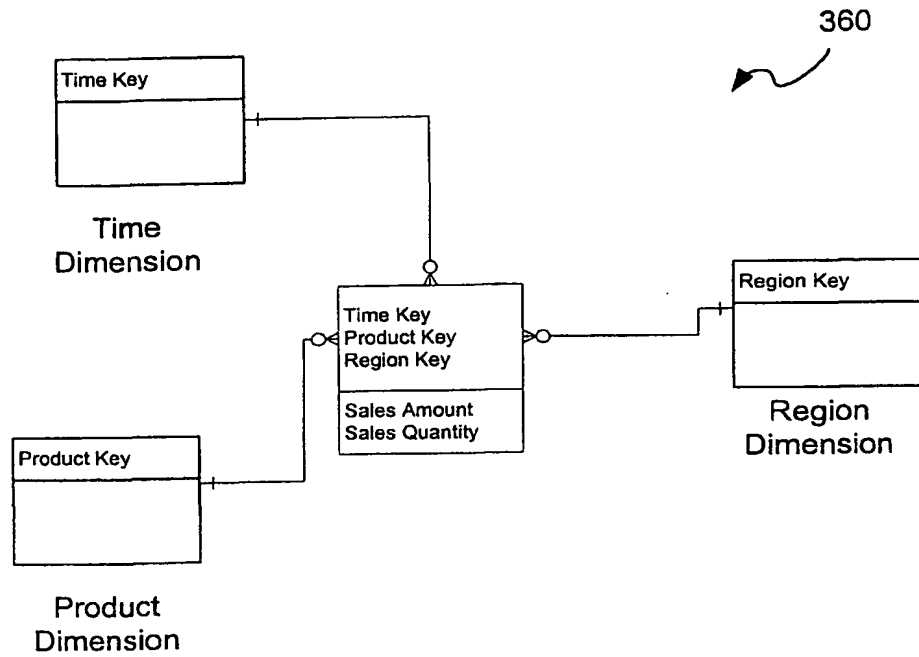 360
Time Key
Time
Dimension
Time Key
Product Key
Region Key
Sales Amount
Sales Quantity
Region Key
Region
Dimension
Product Key
Product
Dimension